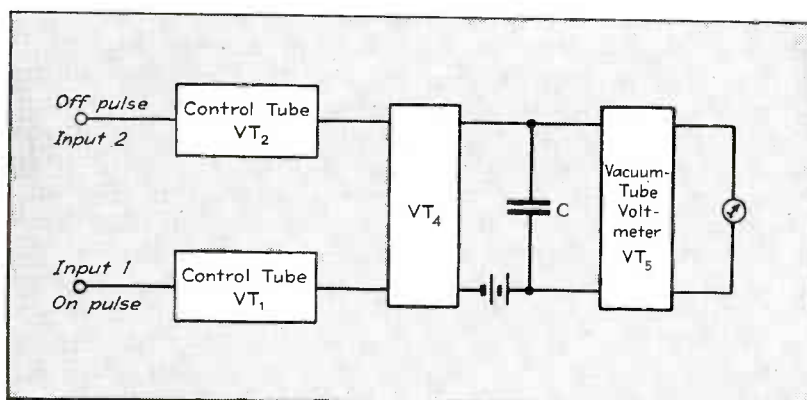 Off pulse
Input 2
Control Tube
VT₂
Input 1
On pulse
Control Tube
VT₁
VT₄
C
Vacuum-
Tube
Volt-
meter
VT₅